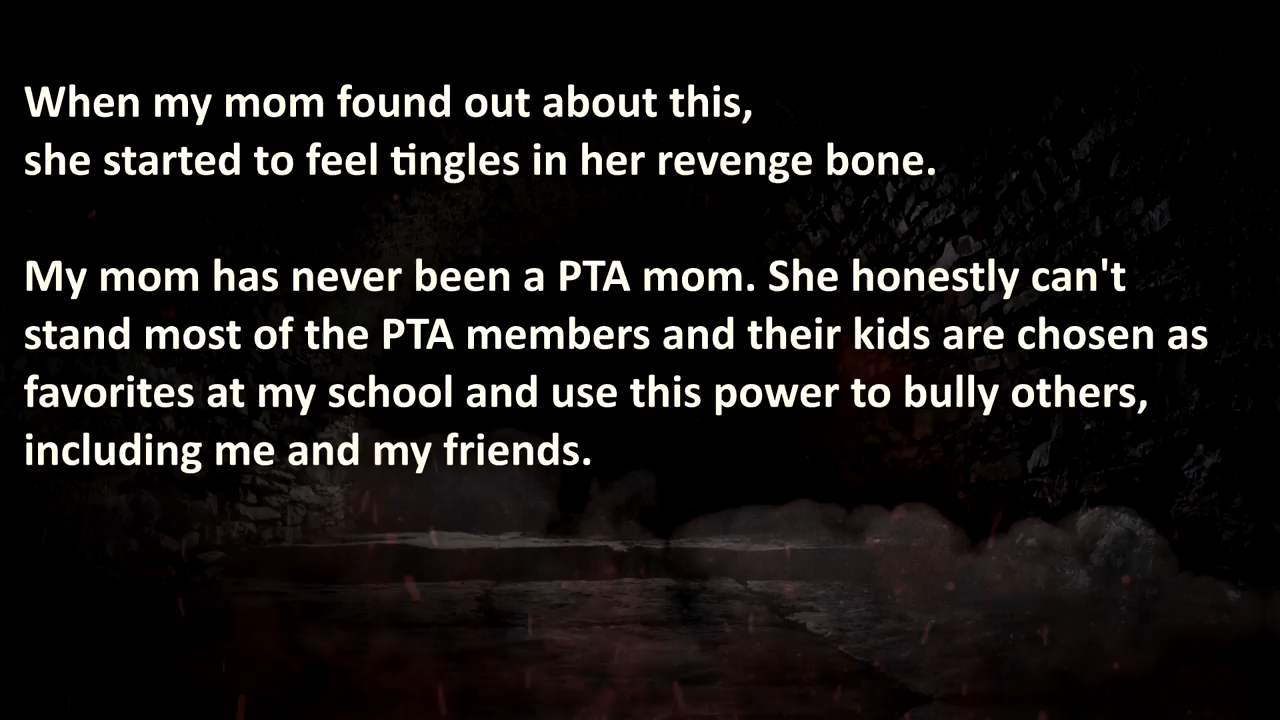 When my mom found out about this,
she started to feel tingles in her revenge bone.
My mom has never been a PTA mom. She honestly can't
stand most of the PTA members and their kids are chosen as
favorites at my school and use this power to bully others,
including me and my friends.